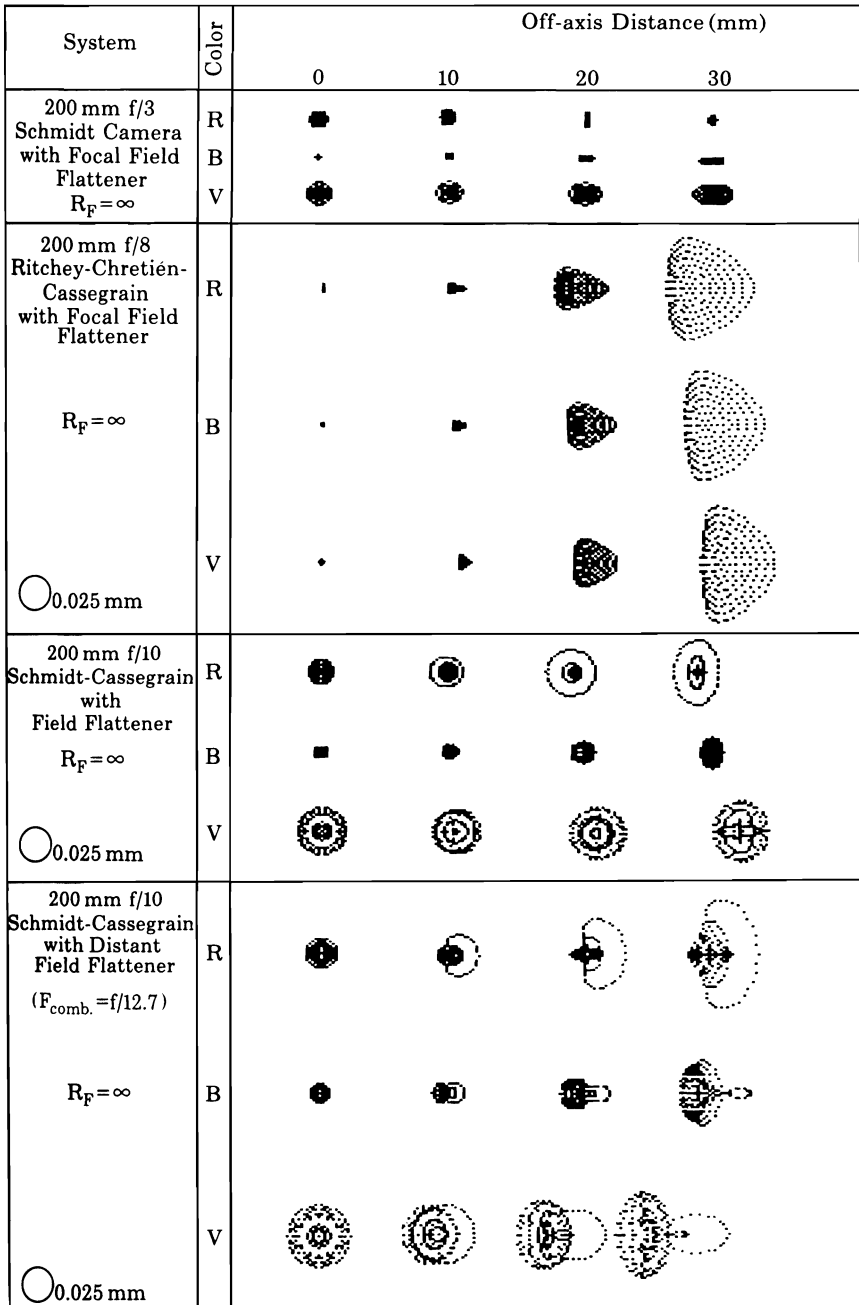 System
Color
Off-axis Distance (mm)
0 10 20 30
200 mm f/3
Schmidt Camera
with Focal Field
Flattener
R_F=∞
R
B
V
200 mm f/8
Ritchey-Chretién-
Cassegrain
with Focal Field
Flattener
R_F=∞
R
B
V
0.025 mm
200 mm f/10
Schmidt-Cassegrain
with
Field Flattener
R_F=∞
R
B
V
0.025 mm
200 mm f/10
Schmidt-Cassegrain
with Distant
Field Flattener
(F_comb.=f/12.7)
R_F=∞
R
B
V
0.025 mm